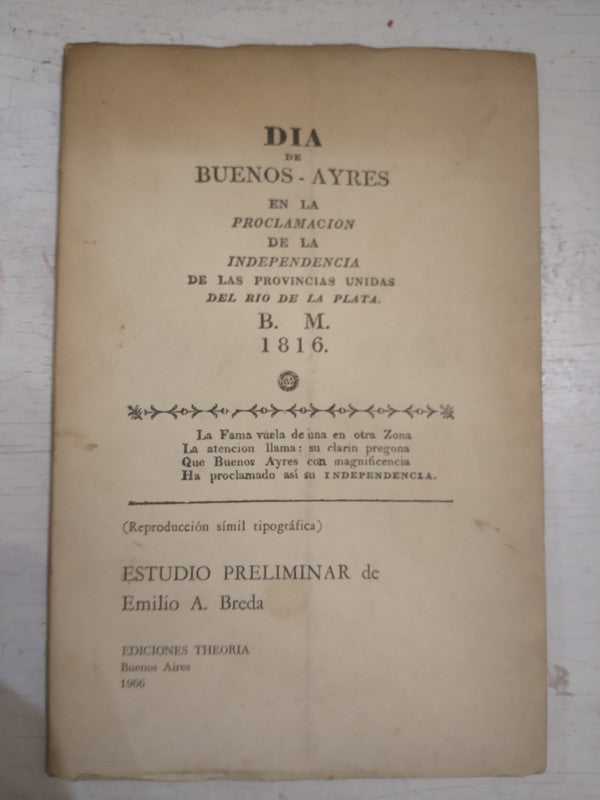 DIA
DE
BUENOS-AYRES
EN LA
PROCLAMACION
DE LA
INDEPENDENCIA
DE LAS PROVINCIAS UNIDAS
DEL RIO DE LA PLATA.
B. M.
1816.
La Fama vuela de una en otra Zona
La atencion llama: su clarin pregona
Que Buenos Ayres con magnificencia
Ha proclamado así su INDEPENDENCIA.
(Reproducción símil tipográfica)
ESTUDIO PRELIMINAR de
Emilio A. Breda
EDICIONES THEORIA
Buenos Aires
1966